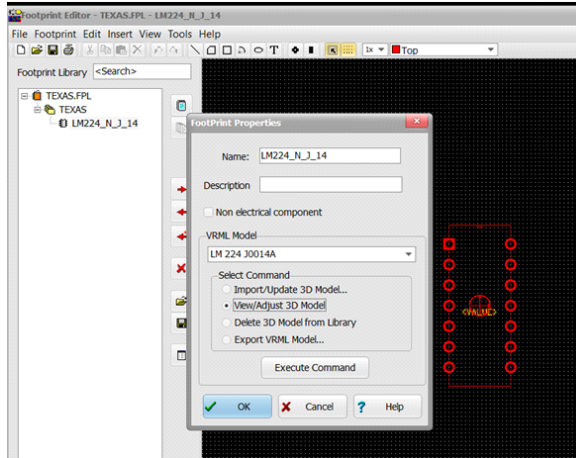 Footprint Editor - TEXAS.FPL - LM224_N_J_14
File Footprint Edit Insert View Tools Help
T 1x Top
Footprint Library <Search>
TEXAS.FPL
TEXAS
LM224_N_J_14
FootPrint Properties
Name: LM224_N_J_14
Description
Non electrical component
VRML Model
LM 224 J0014A
Select Command
Import/Update 3D Model...
View/Adjust 3D Model
Delete 3D Model from Library
Export VRML Model...
Execute Command
OK Cancel ? Help
<VALUE>